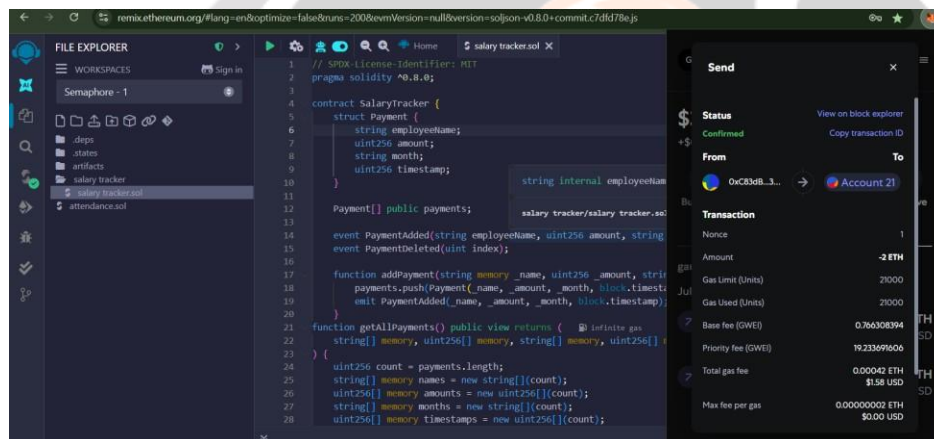 remix.ethereum.org/#lang=en&optimize=false&runs=200&evmVersion=null&version=soljson-v0.8.0+commit.c7dfd78e.js
FILE EXPLORER
WORKSPACES
Sign in
Semaphore - 1
.deps
.states
artifacts
salary tracker
salary tracker.sol
attendance.sol
Home
salary tracker.sol
1 // SPDX-License-Identifier: MIT
2 pragma solidity ^0.8.0;
3
4 contract SalaryTracker {
5 struct Payment {
6 string employeeName;
7 uint256 amount;
8 string month;
9 uint256 timestamp;
10 }
11
12 Payment[] public payments;
13
14 event PaymentAdded(string employeeName, uint256 amount, string
15 event PaymentDeleted(uint index);
16
17 function addPayment(string memory _name, uint256 _amount, strin
18 payments.push(Payment(_name, _amount, _month, block.timesta
19 emit PaymentAdded(_name, _amount, _month, block.timestamp);
20 }
21 function getAllPayments() public view returns ( infinite gas
22 string[] memory, uint256[] memory, string[] memory, uint256[]
23 ) {
24 uint256 count = payments.length;
25 string[] memory names = new string[](count);
26 uint256[] memory amounts = new uint256[](count);
27 string[] memory months = new string[](count);
28 uint256[] memory timestamps = new uint256[](count);
string internal employeeNam
salary tracker/salary tracker.so
Send
Status
View on block explorer
Confirmed
Copy transaction ID
From
To
0xC83dB...3...
Account 21
Transaction
Nonce
1
Amount
-2 ETH
Gas Limit (Units)
21000
Gas Used (Units)
21000
Base fee (GWEI)
0.766308394
Priority fee (GWEI)
19.233691606
Total gas fee
0.00042 ETH
$1.58 USD
Max fee per gas
0.00000002 ETH
$0.00 USD